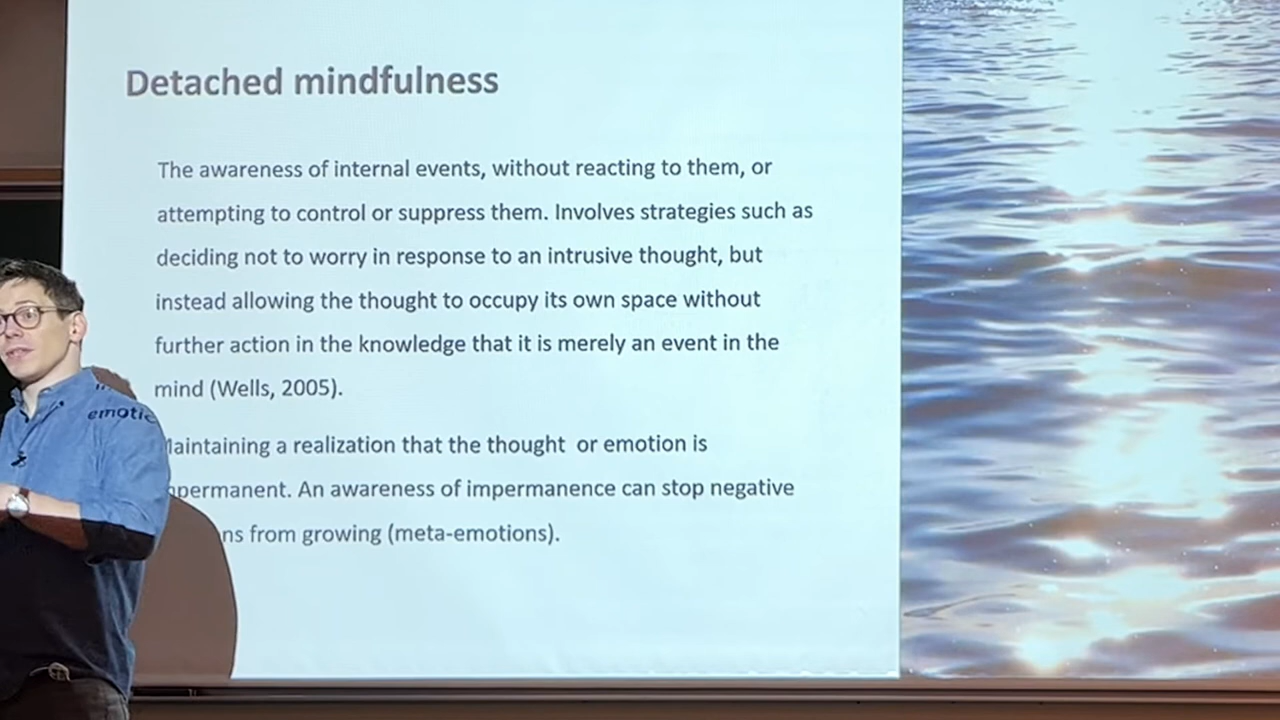 Detached mindfulness
The awareness of internal events, without reacting to them, or
attempting to control or suppress them. Involves strategies such as
deciding not to worry in response to an intrusive thought, but
instead allowing the thought to occupy its own space without
further action in the knowledge that it is merely an event in the
mind (Wells, 2005).
Maintaining a realization that the thought or emotion is
impermanent. An awareness of impermanence can stop negative
emotions from growing (meta-emotions).